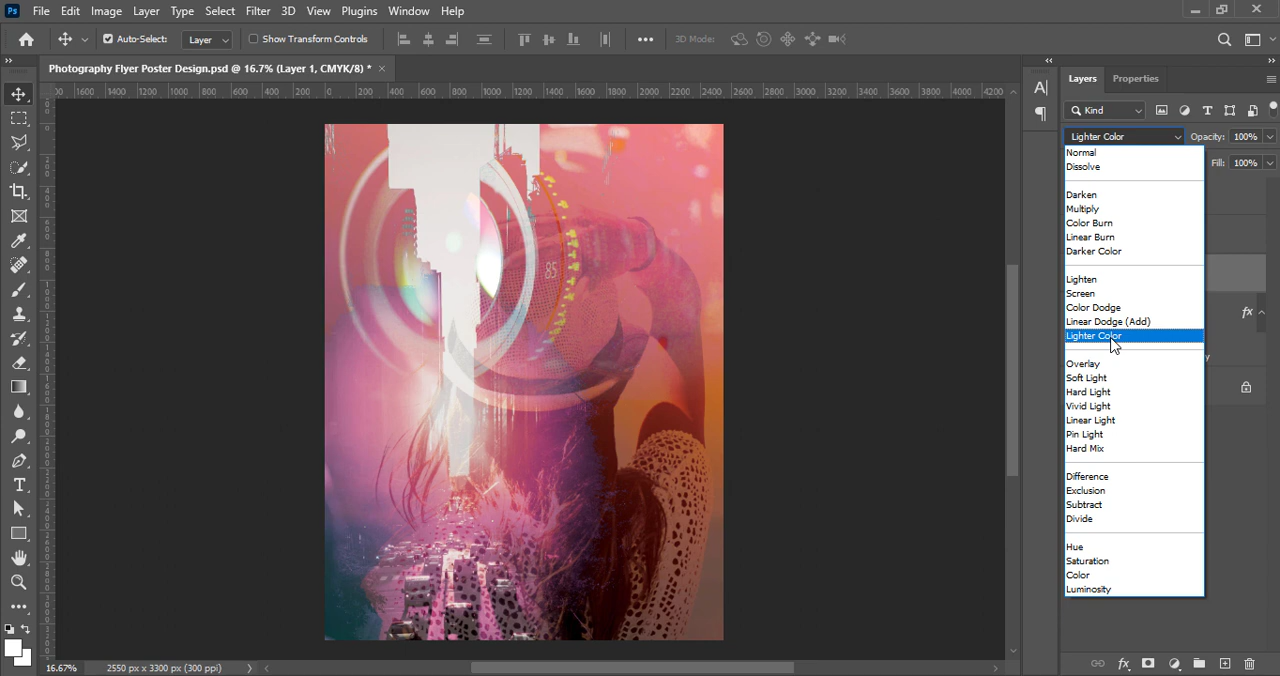 Ps File Edit Image Layer Type Select Filter 3D View Plugins Window Help
Auto-Select: Layer Show Transform Controls 3D Mode:
Photography Flyer Poster Design.psd @ 16.7% (Layer 1, CMYK/8) *
1600 1400 1200 1000 800 600 400 200 0 200 400 600 800 1000 1200 1400 1600 1800 2000 2200 2400 2600 2800 3000 3200 3400 3600 3800 4000 4200
Layers Properties
Kind
Lighter Color Opacity: 100%
Fill: 100%
Normal
Dissolve
Darken
Multiply
Color Burn
Linear Burn
Darker Color
Lighten
Screen
Color Dodge
Linear Dodge (Add)
Lighter Color
Overlay
Soft Light
Hard Light
Vivid Light
Linear Light
Pin Light
Hard Mix
Difference
Exclusion
Subtract
Divide
Hue
Saturation
Color
Luminosity
fx
85
16.67% 2550 px x 3300 px (300 ppi)
fx